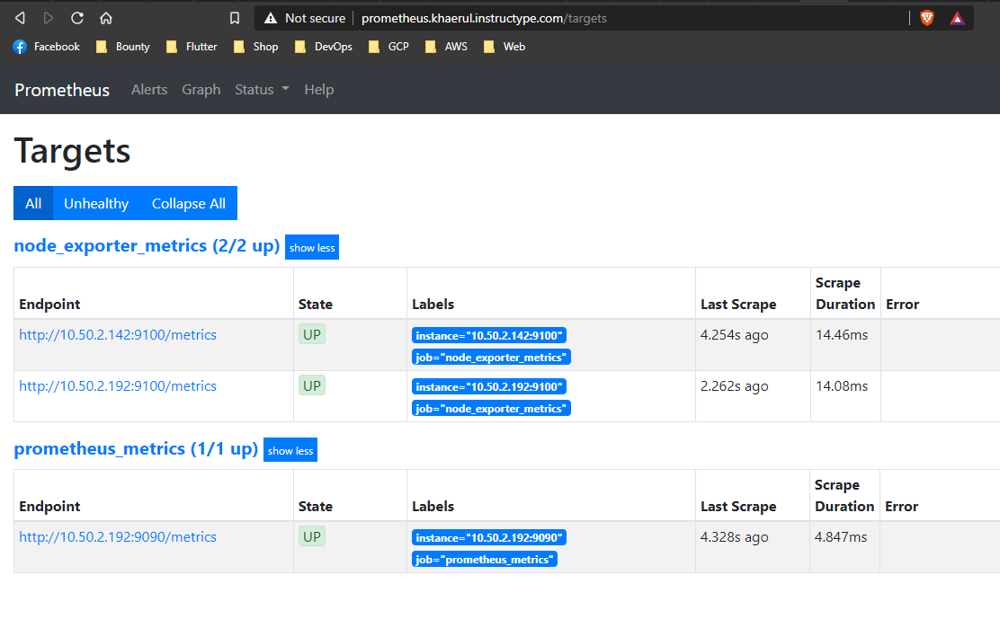 Not secure prometheus.khaerul.instructype.com/targets
Facebook Bounty Flutter Shop DevOps GCP AWS Web
Prometheus Alerts Graph Status Help
Targets
All Unhealthy Collapse All
node_exporter_metrics (2/2 up) show less
Endpoint State Labels Last Scrape Scrape Duration Error
http://10.50.2.142:9100/metrics UP instance="10.50.2.142:9100" 4.254s ago 14.46ms
job="node_exporter_metrics"
http://10.50.2.192:9100/metrics UP instance="10.50.2.192:9100" 2.262s ago 14.08ms
job="node_exporter_metrics"
prometheus_metrics (1/1 up) show less
Endpoint State Labels Last Scrape Scrape Duration Error
http://10.50.2.192:9090/metrics UP instance="10.50.2.192:9090" 4.328s ago 4.847ms
job="prometheus_metrics"